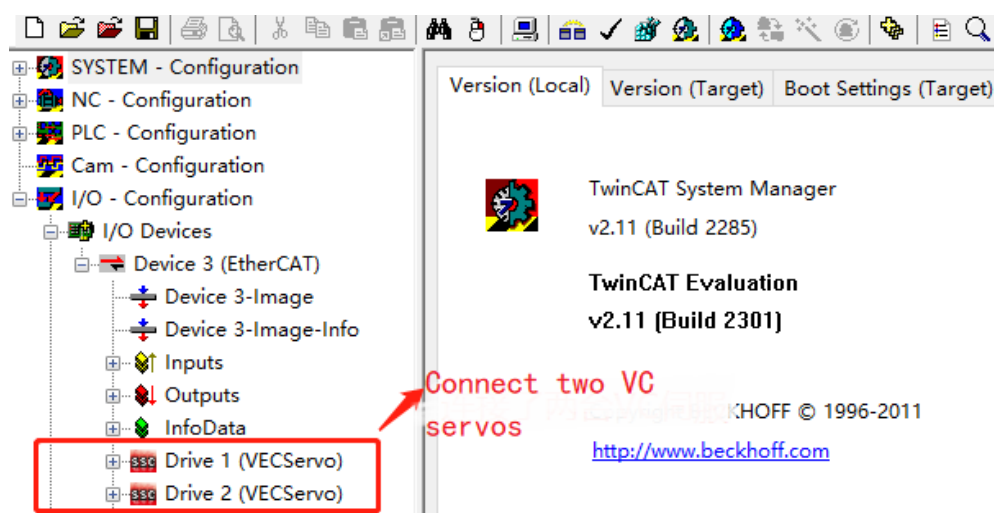 SYSTEM - Configuration
NC - Configuration
PLC - Configuration
Cam - Configuration
I/O - Configuration
I/O Devices
Device 3 (EtherCAT)
Device 3-Image
Device 3-Image-Info
Inputs
Outputs
InfoData
Drive 1 (VECServo)
Drive 2 (VECServo)
Version (Local)
Version (Target)
Boot Settings (Target)
TwinCAT System Manager
v2.11 (Build 2285)
TwinCAT Evaluation
v2.11 (Build 2301)
Connect two VC
servos
KHOFF © 1996-2011
http://www.beckhoff.com